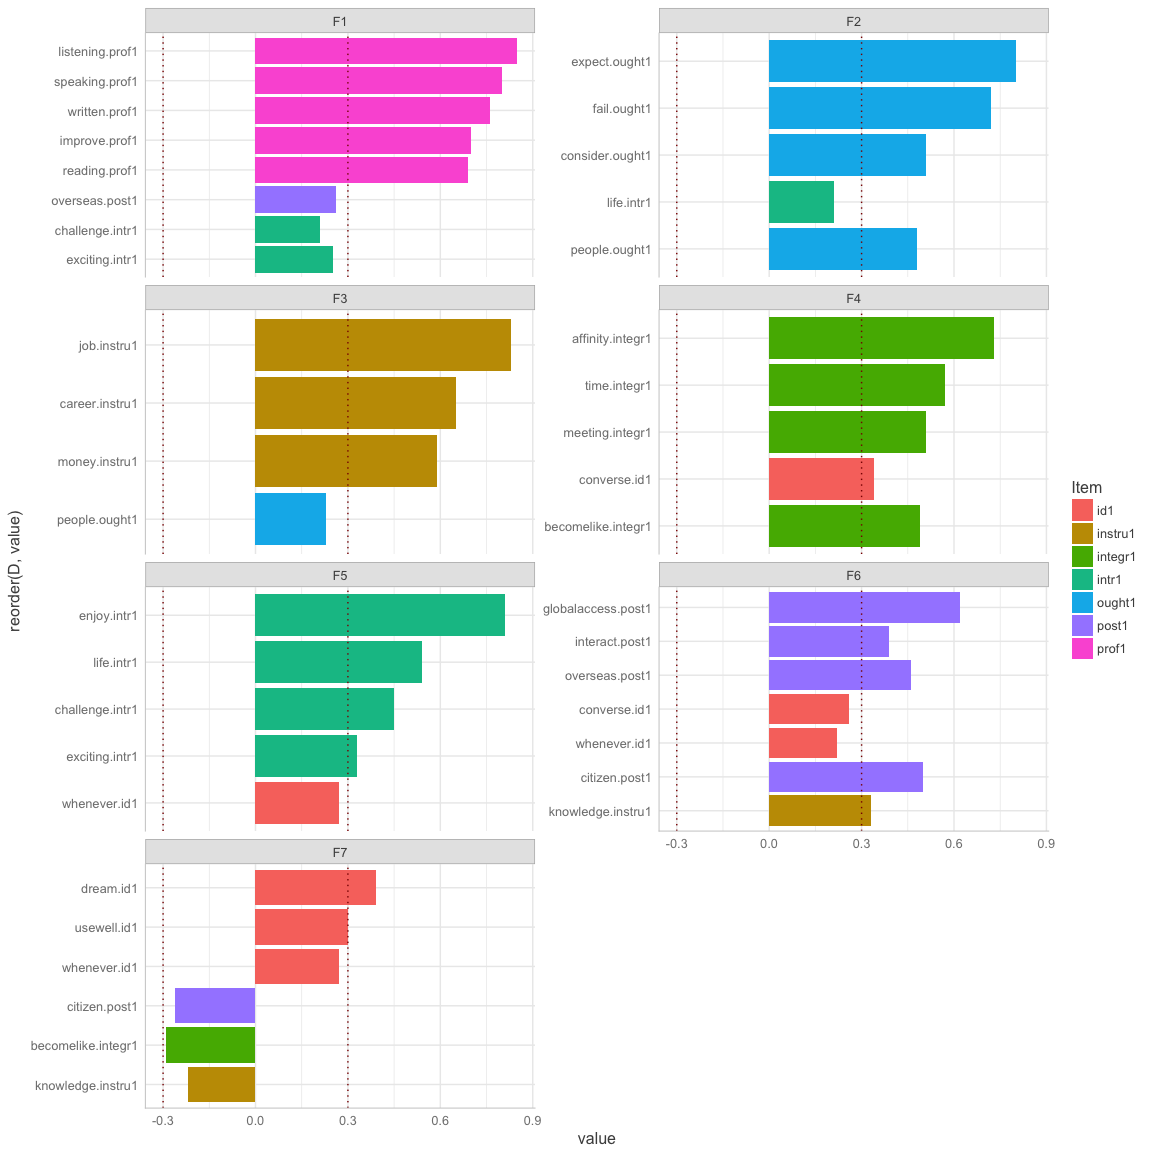 F1
listening.prof1
speaking.prof1
written.prof1
improve.prof1
reading.prof1
overseas.post1
challenge.intr1
exciting.intr1
F2
expect.ought1
fail.ought1
consider.ought1
life.intr1
people.ought1
F3
job.instru1
career.instru1
money.instru1
people.ought1
F4
affinity.integr1
time.integr1
meeting.integr1
converse.id1
becomelike.integr1
F5
enjoy.intr1
life.intr1
challenge.intr1
exciting.intr1
whenever.id1
F6
globalaccess.post1
interact.post1
overseas.post1
converse.id1
whenever.id1
citizen.post1
knowledge.instru1
-0.3 0.0 0.3 0.6 0.9
F7
dream.id1
usewell.id1
whenever.id1
citizen.post1
becomelike.integr1
knowledge.instru1
-0.3 0.0 0.3 0.6 0.9
value
reorder(D, value)
Item
id1
instru1
integr1
intr1
ought1
post1
prof1